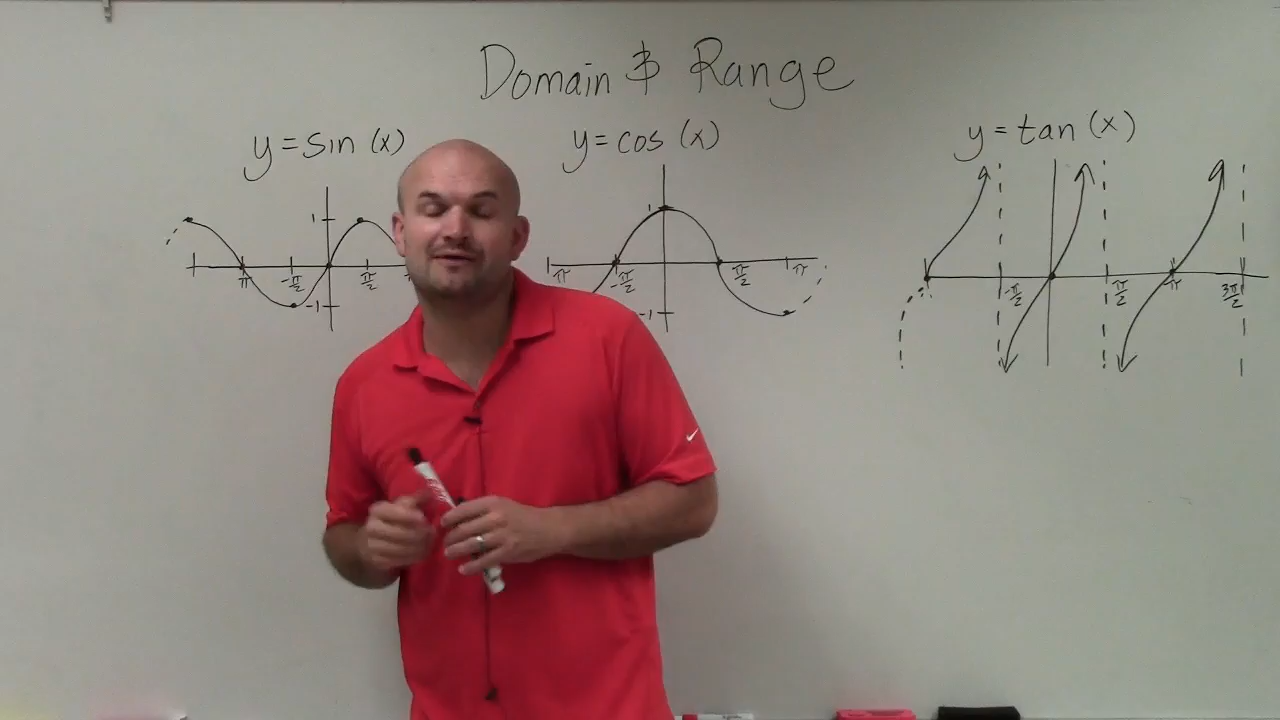 Domain & Range
y = sin (x)
y = cos (x)
y = tan (x)
1
π
-π/2
π/2
-1
1
π
-π/2
π/2
π
-1
-π/2
π/2
π
3π/2